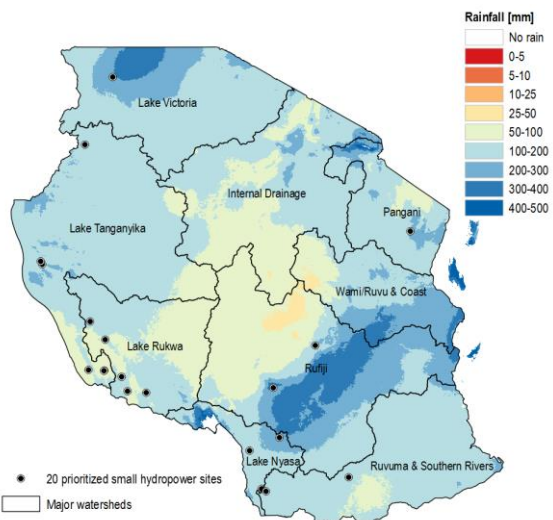 Rainfall [mm]
No rain
0-5
5-10
10-25
25-50
50-100
100-200
200-300
300-400
400-500
Lake Victoria
Internal Drainage
Pangani
Lake Tanganyika
Wami/Ruvu & Coast
Lake Rukwa
Rufiji
Lake Nyasa
Ruvuma & Southern Rivers
20 prioritized small hydropower sites
Major watersheds